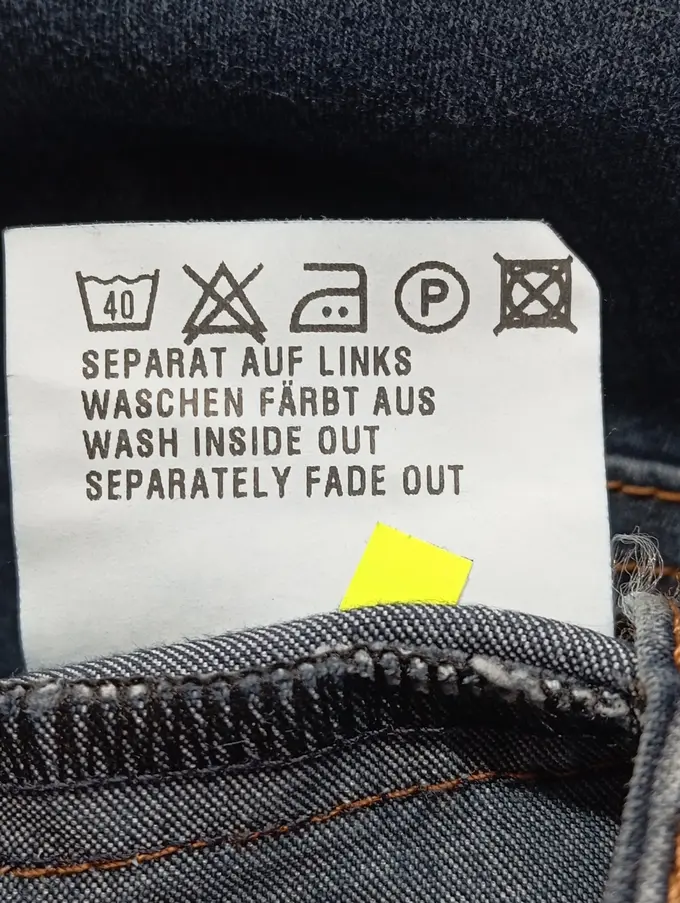 40 P
SEPARAT AUF LINKS
WASCHEN FÄRBT AUS
WASH INSIDE OUT
SEPARATELY FADE OUT